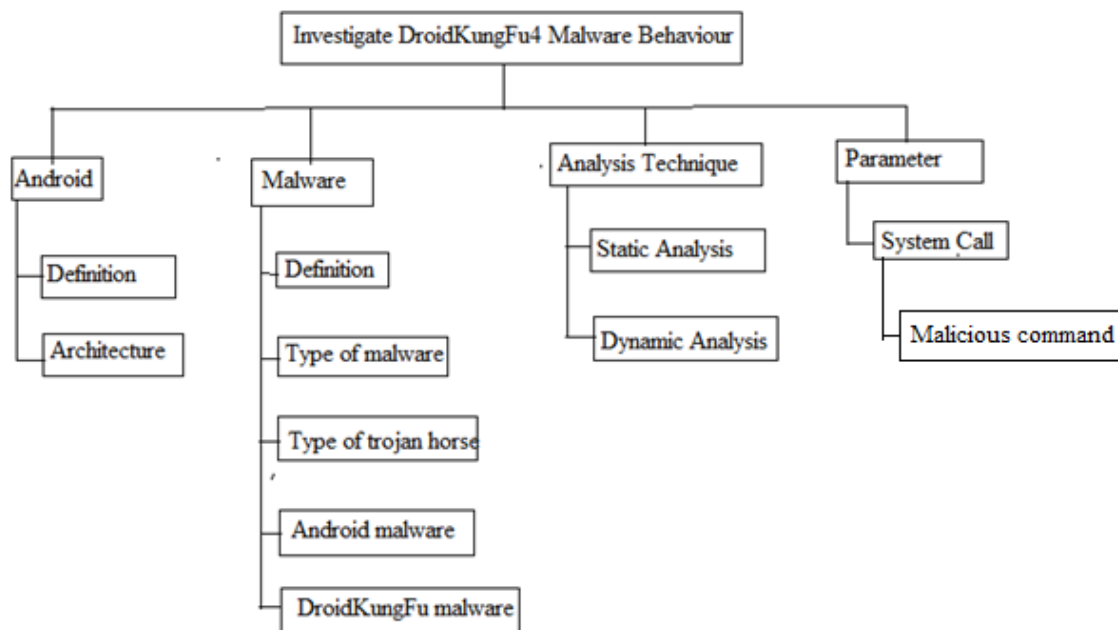 Investigate DroidKungFu4 Malware Behaviour
Android
Malware
Analysis Technique
Parameter
Definition
Architecture
Definition
Type of malware
Type of trojan horse
Android malware
DroidKungFu malware
Static Analysis
Dynamic Analysis
System Call
Malicious command